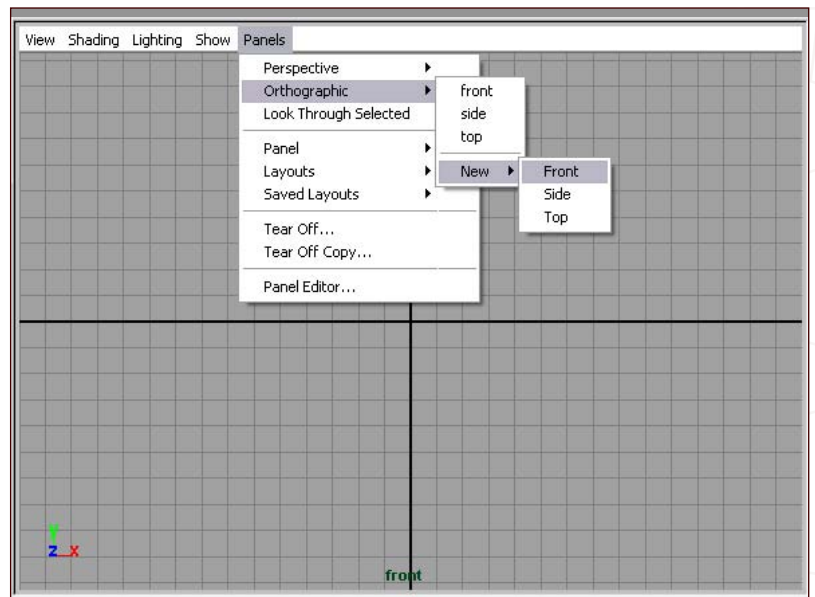 View Shading Lighting Show Panels
Perspective
Orthographic
Look Through Selected
Panel
Layouts
Saved Layouts
Tear Off...
Tear Off Copy...
Panel Editor...
front
side
top
New
Front
Side
Top
y
z x
front